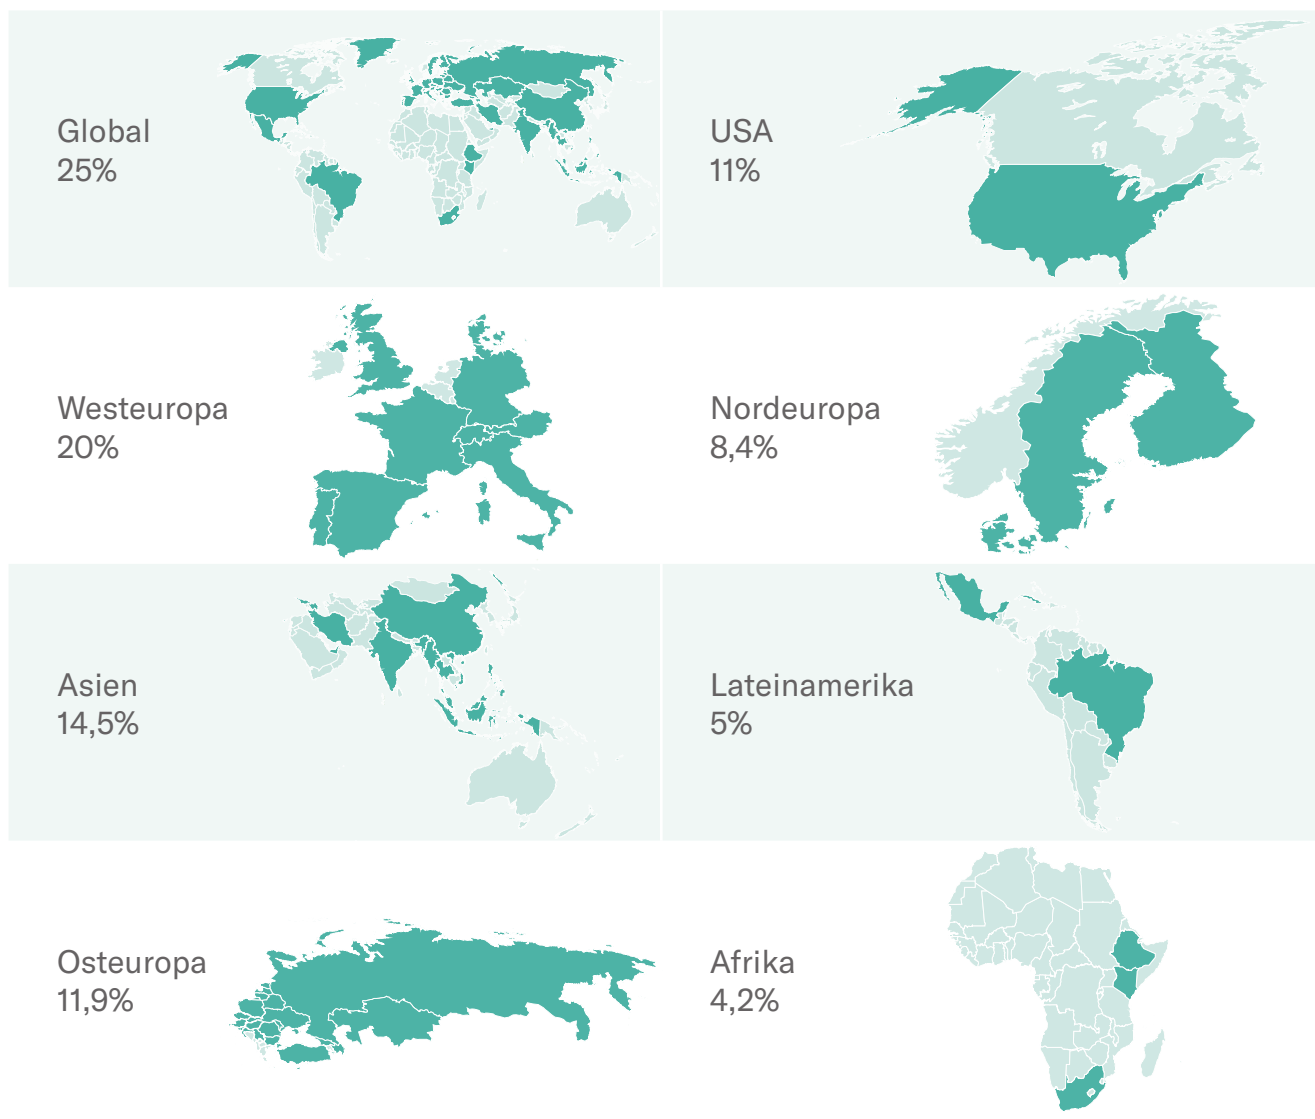 Global
25%
USA
11%
Westeuropa
20%
Nordeuropa
8,4%
Asien
14,5%
Lateinamerika
5%
Osteuropa
11,9%
Afrika
4,2%